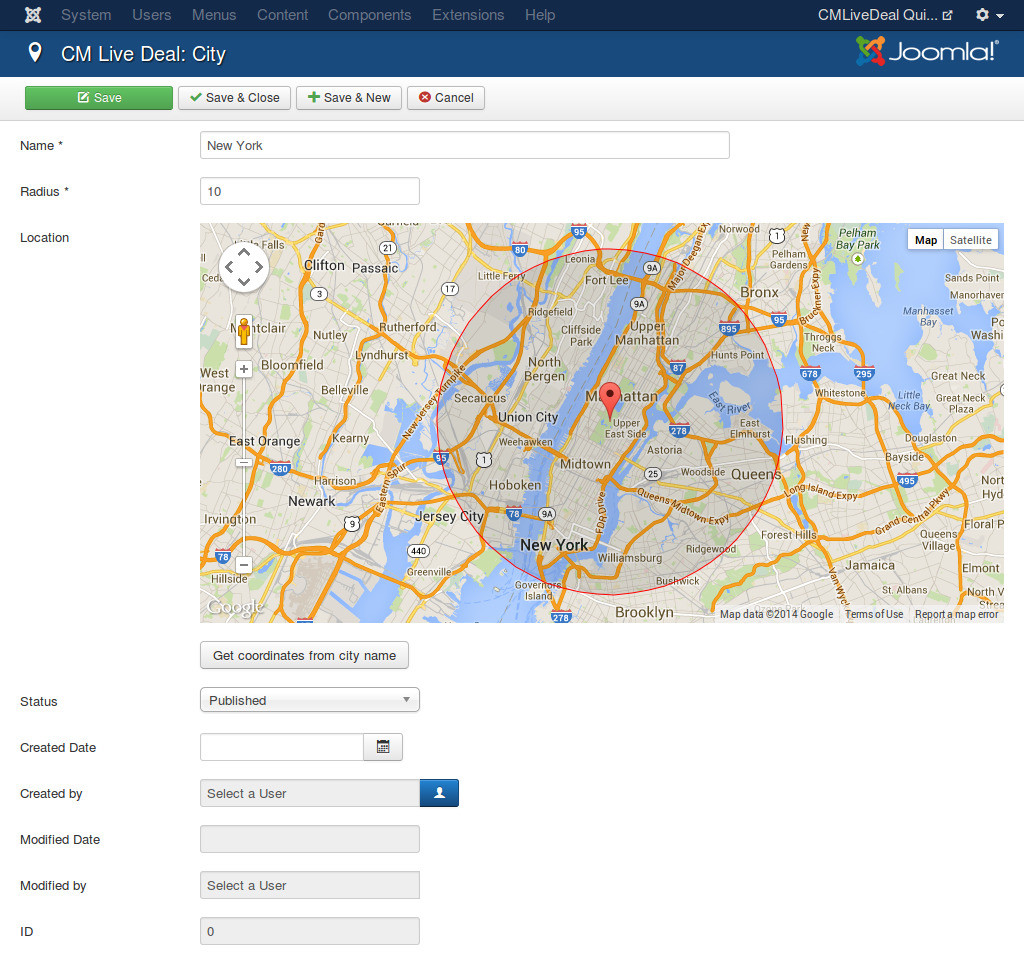 System Users Menus Content Components Extensions Help CMLiveDeal Qui...
CM Live Deal: City
Joomla!®
Save
Save & Close
Save & New
Cancel
Name *
New York
Radius *
10
Location
Map
Satellite
Clifton
Passaic
Little Ferry
Leonia
Fort Lee
Norwood
Pelham
Bay Park
Pelham
Gardens
Major Deegan Exp
Bruckner Expy
Bronx
Sands Point
Manorhaven
Manhasset
Bay
Ridgefield
Cliffside
Park
Upper
Manhattan
Hunts Point
Throggs
Neck
Nutley
Rutherford
Lyndhurst
Bloomfield
Belleville
North
Bergen
Secaucus
Union City
Weehawken
New Jersey Turnpike
Manhattan
Upper
East Side
East River
East
Elmhurst
Whitestone
Little
Neck Bay
Great Neck
Great Neck
Plaza
West
Orange
East Orange
Kearny
Harrison
Newark
Eastern Spur
Hoboken
Jersey City
Midtown
Astoria
Woodside
Queens
Flushing
Douglaston
Bayside
Long Island Expy
Queens Midtown Expy
Grand Central Pkwy
FDR Drive
New York
Williamsburg
Ridgewood
Forest Hills
Queens
Village
Floral P
Irvington
Hillside
Greenville
Governors
Island
Bushwick
Brooklyn
Jamaica
St. Albans
Elmont
Van Wyc
95
80
21
3
17
9A
9A
1
895
95
87
678
295
278
95
1
25
495
280
78
9A
9
440
78
278
Google
Map data ©2014 Google Terms of Use Report a map error
Get coordinates from city name
Status
Published
Created Date
Created by
Select a User
Modified Date
Modified by
Select a User
ID
0